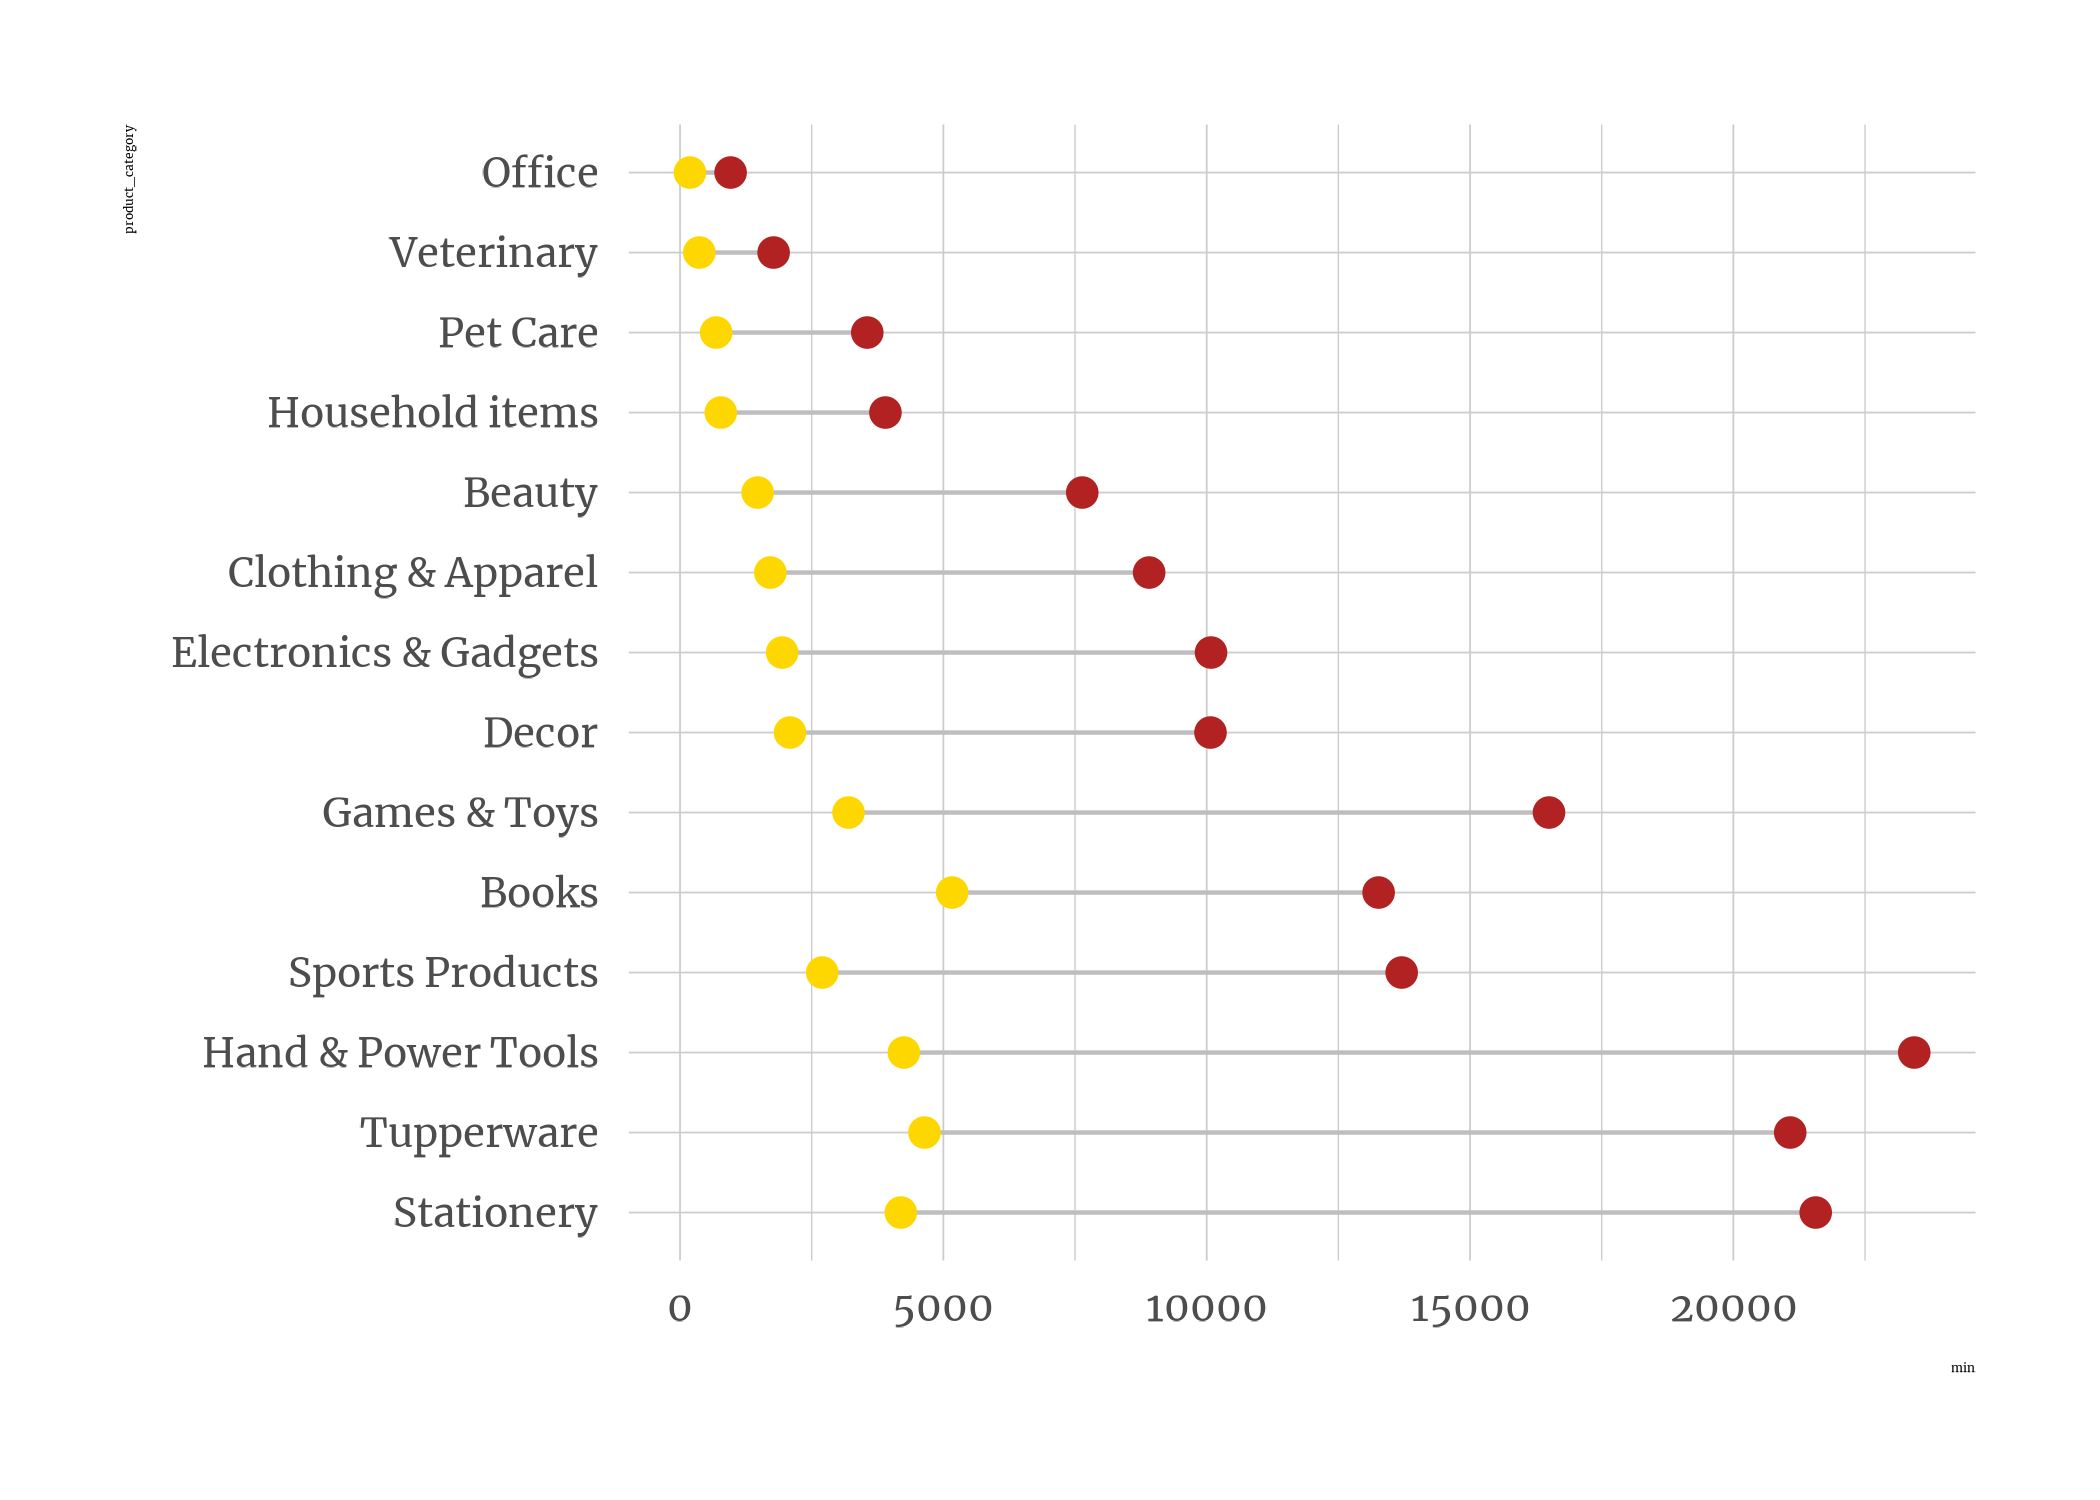 product_category
Office
Veterinary
Pet Care
Household items
Beauty
Clothing & Apparel
Electronics & Gadgets
Decor
Games & Toys
Books
Sports Products
Hand & Power Tools
Tupperware
Stationery
0 5000 10000 15000 20000
min